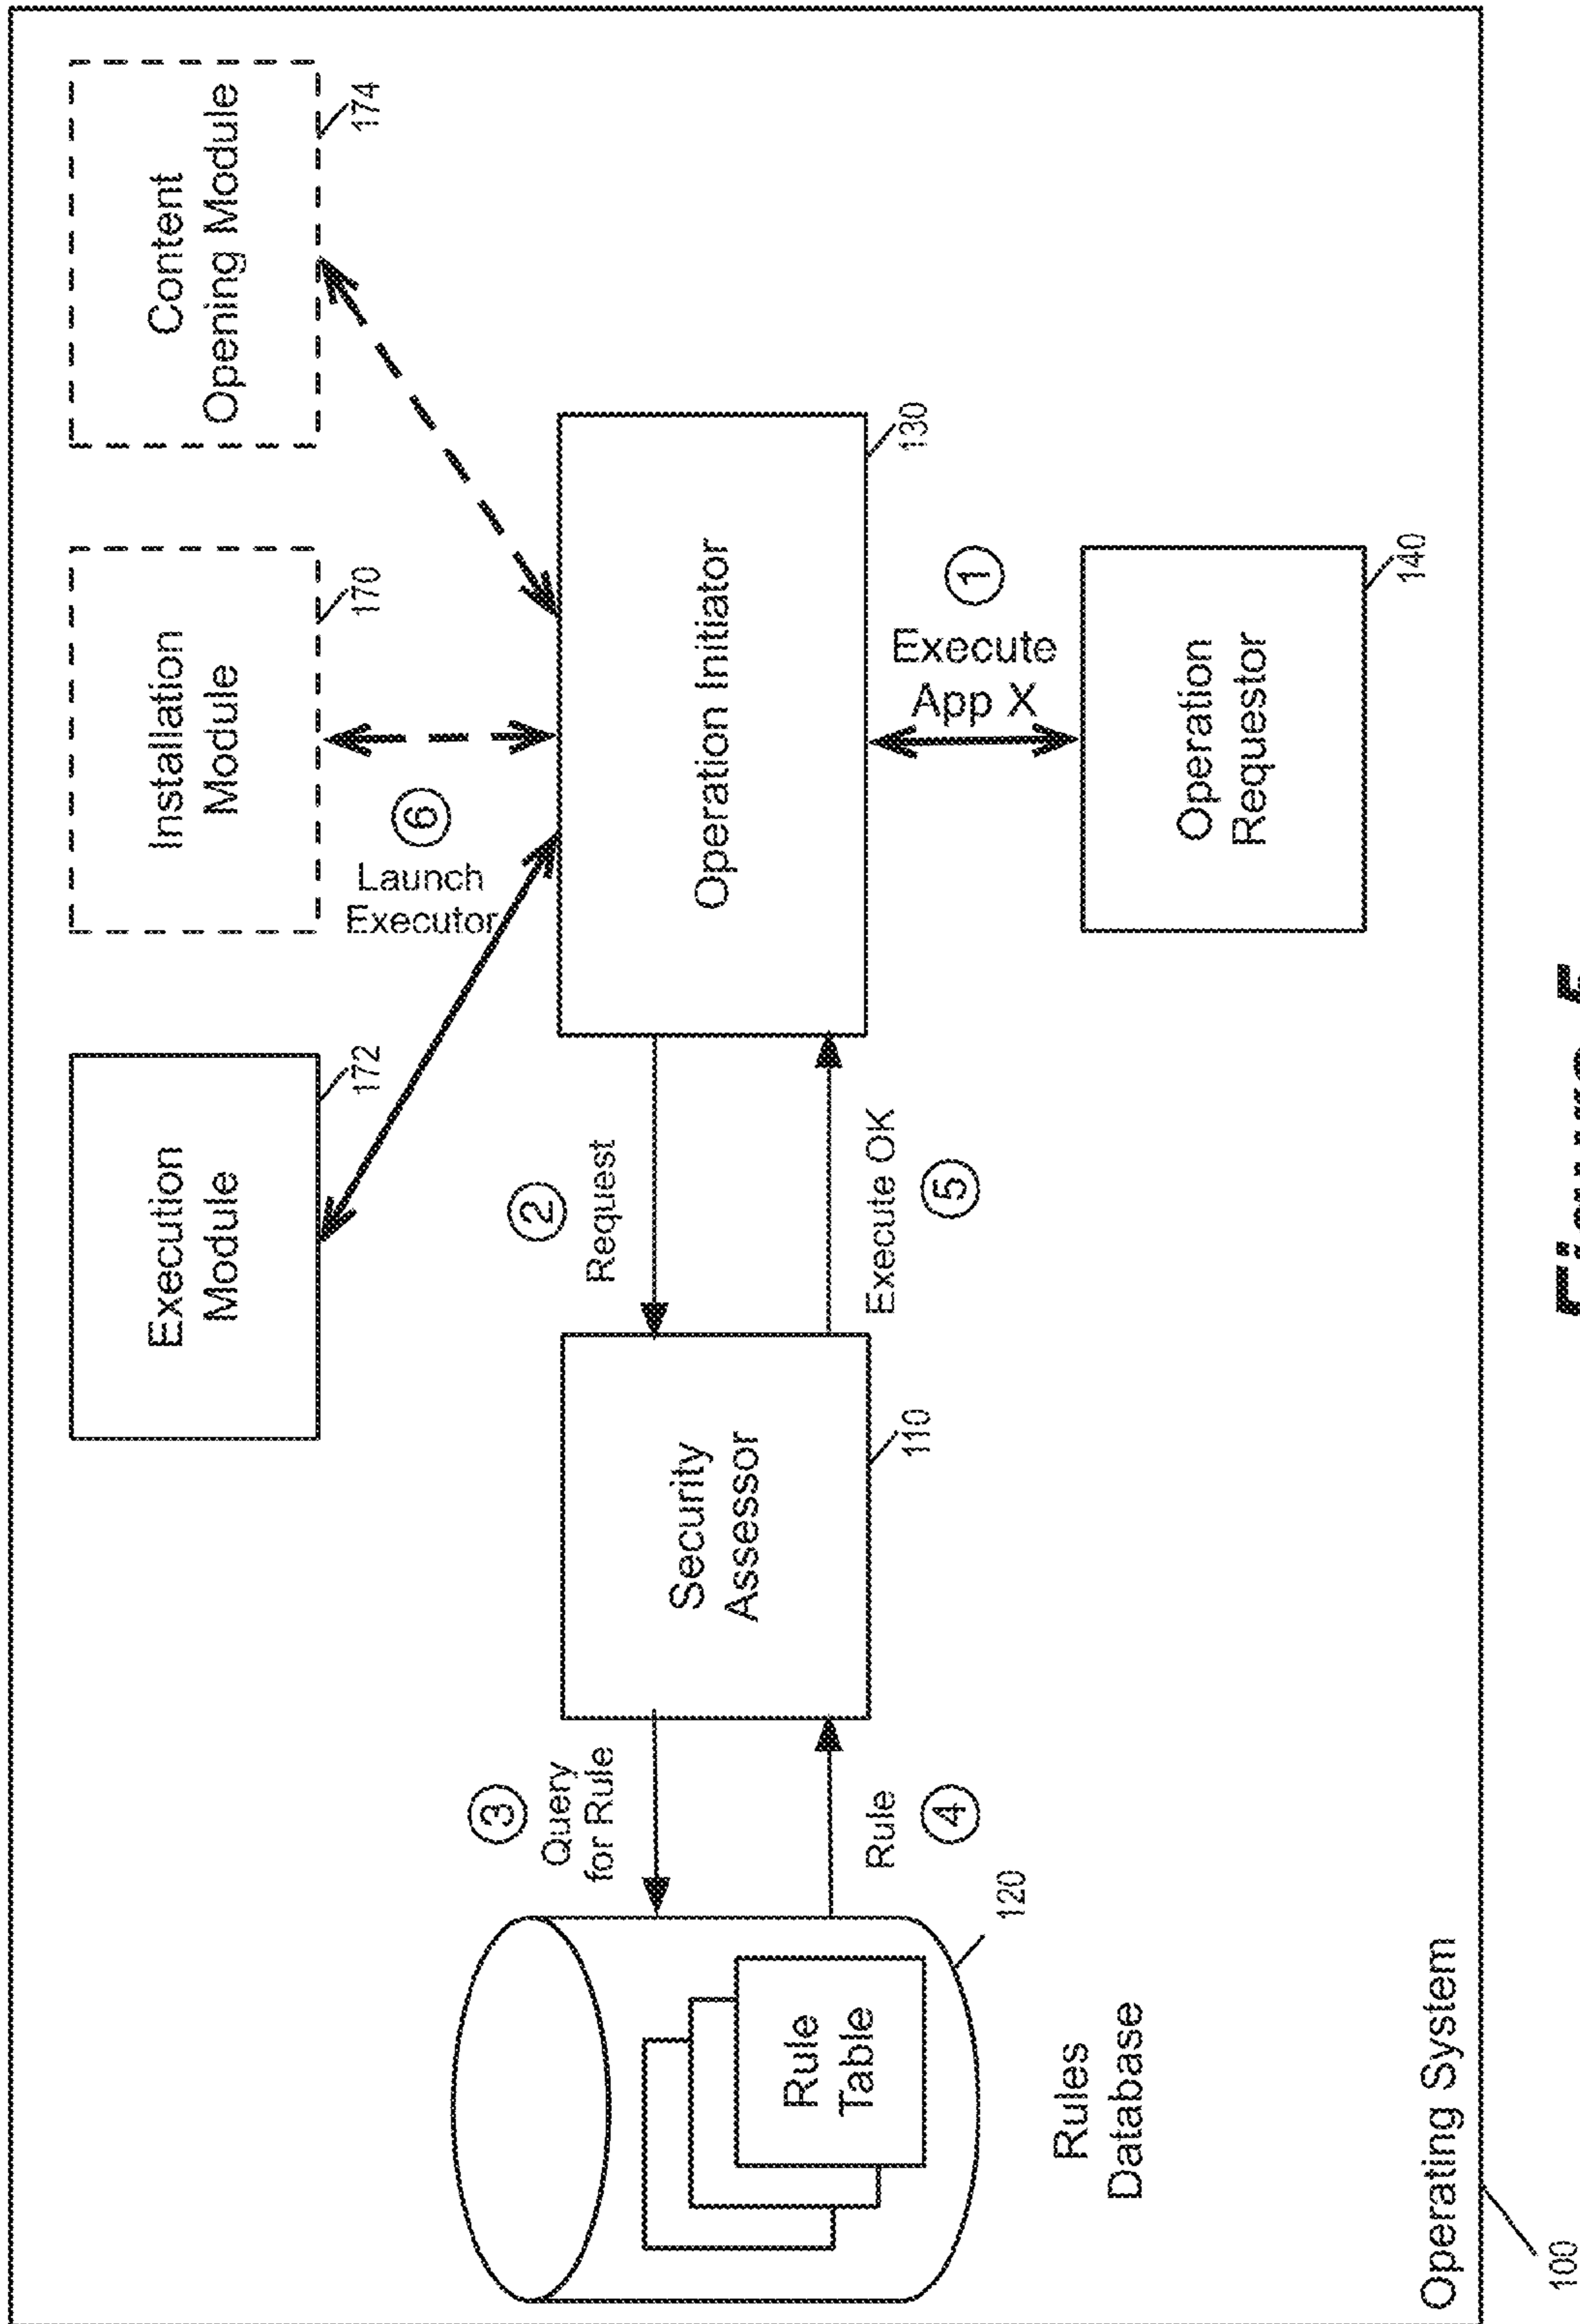 Execution
Module
172
Installation
Module
170
Content
Opening Module
174
6
Launch
Executor
3
Query
for Rule
2
Request
Security
Assessor
110
Operation Initiator
130
Rule
Table
120
Rule
4
Execute OK
5
1
Execute
App X
Rules
Database
Operation
Requestor
140
Operating System
100